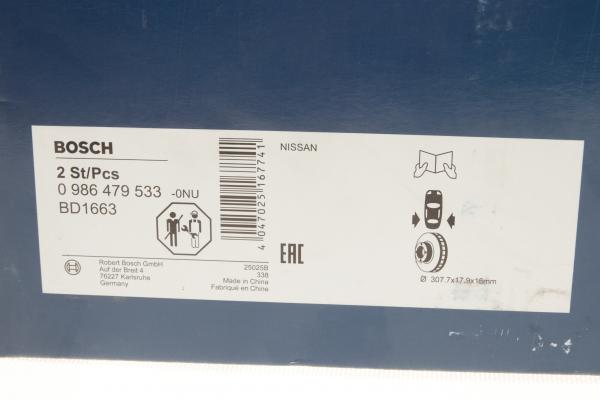 BOSCH
NISSAN
2 St/Pcs
0 986 479 533 -0NU
BD1663
4 047025 167741
EAC
Robert Bosch GmbH
Auf der Breit 4
76227 Karlsruhe
Germany
25025B
338
Made in China
Fabriqué en Chine
Ø 307.7x17.9x16mm